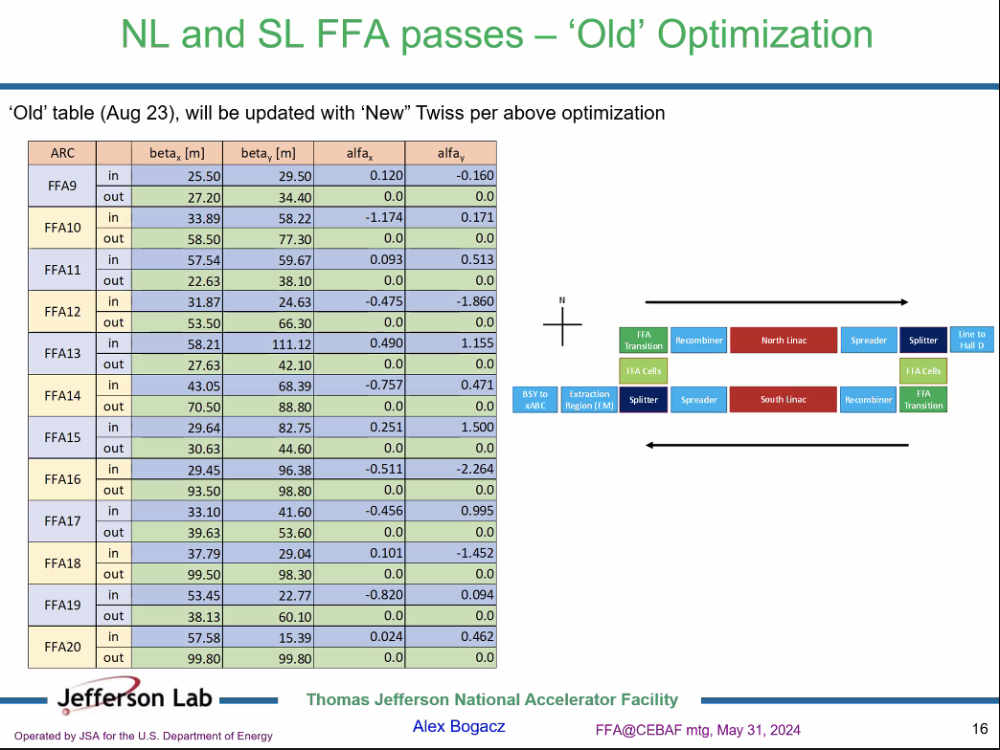 NL and SL FFA passes – ‘Old’ Optimization
‘Old’ table (Aug 23), will be updated with ‘New” Twiss per above optimization
ARC betax [m] betay [m] alfax alfay
FFA9 in 25.50 29.50 0.120 -0.160
out 27.20 34.40 0.0 0.0
FFA10 in 33.89 58.22 -1.174 0.171
out 58.50 77.30 0.0 0.0
FFA11 in 57.54 59.67 0.093 0.513
out 22.63 38.10 0.0 0.0
FFA12 in 31.87 24.63 -0.475 -1.860
out 53.50 66.30 0.0 0.0
FFA13 in 58.21 111.12 0.490 1.155
out 27.63 42.10 0.0 0.0
FFA14 in 43.05 68.39 -0.757 0.471
out 70.50 88.80 0.0 0.0
FFA15 in 29.64 82.75 0.251 1.500
out 30.63 44.60 0.0 0.0
FFA16 in 29.45 96.38 -0.511 -2.264
out 93.50 98.80 0.0 0.0
FFA17 in 33.10 41.60 -0.456 0.995
out 39.63 53.60 0.0 0.0
FFA18 in 37.79 29.04 0.101 -1.452
out 99.50 98.30 0.0 0.0
FFA19 in 53.45 22.77 -0.820 0.094
out 38.13 60.10 0.0 0.0
FFA20 in 57.58 15.39 0.024 0.462
out 99.80 99.80 0.0 0.0
N
FFA
Transition
Recombiner
North Linac
Spreader
Splitter
Line to
Hall D
FFA Cells
FFA Cells
BSY to
xABC
Extraction
Region (EM)
Splitter
Spreader
South Linac
Recombiner
FFA
Transition
Jefferson Lab
Thomas Jefferson National Accelerator Facility
Operated by JSA for the U.S. Department of Energy
Alex Bogacz
FFA@CEBAF mtg, May 31, 2024
16